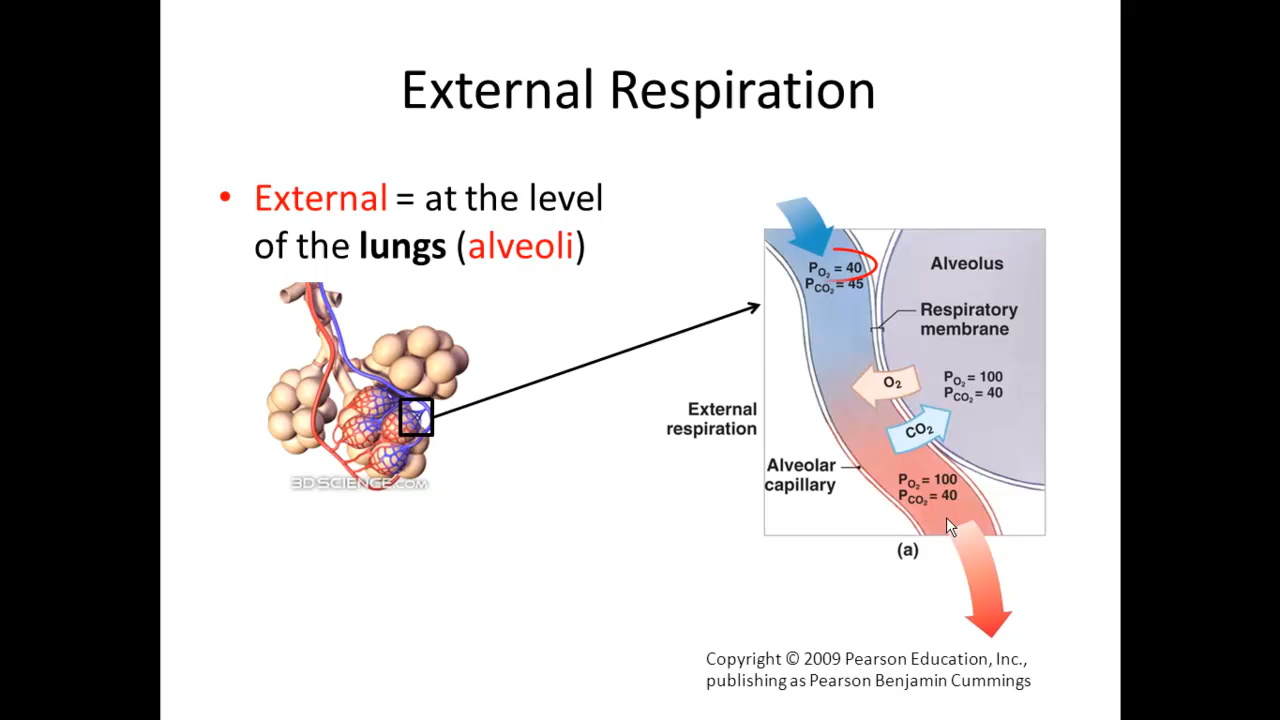 External Respiration
• External = at the level
of the lungs (alveoli)
3DSCIENCE.COM
PO₂ = 40
PCO₂ = 45
Alveolus
Respiratory
membrane
O₂
PO₂ = 100
PCO₂ = 40
External
respiration
CO₂
Alveolar
capillary
PO₂ = 100
PCO₂ = 40
(a)
Copyright © 2009 Pearson Education, Inc.,
publishing as Pearson Benjamin Cummings